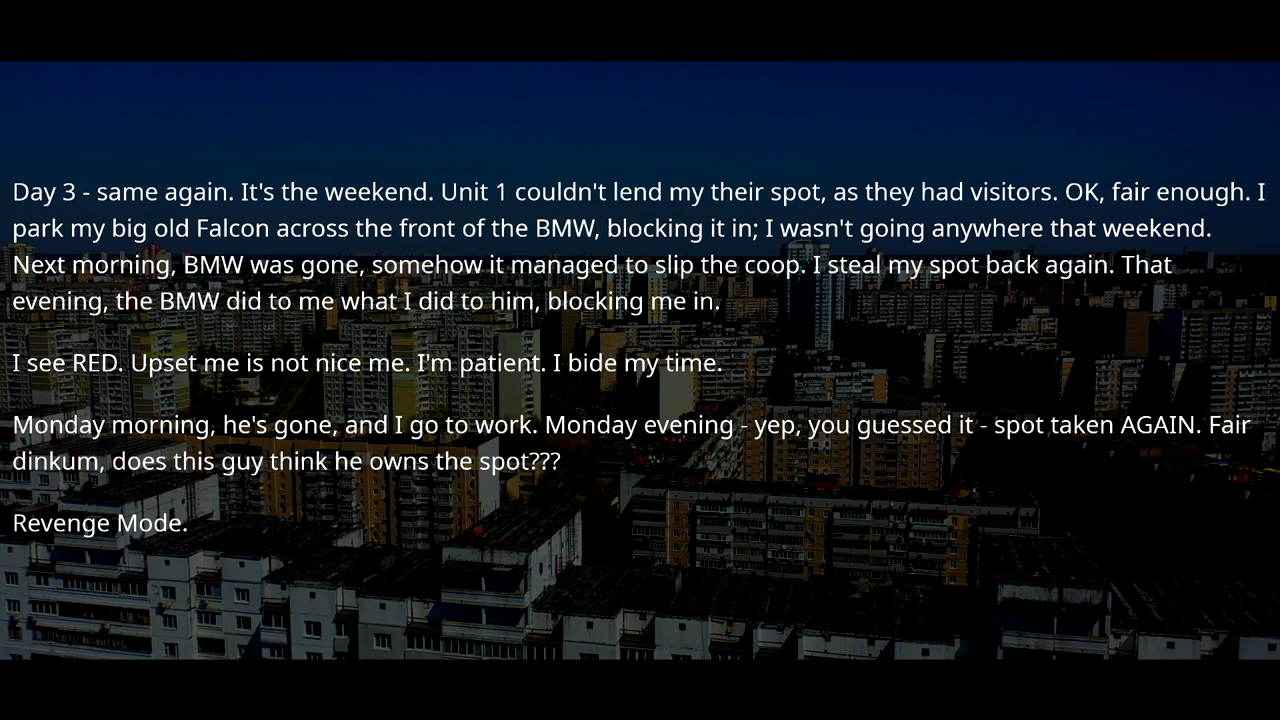 Day 3 - same again. It's the weekend. Unit 1 couldn't lend my their spot, as they had visitors. OK, fair enough. I
park my big old Falcon across the front of the BMW, blocking it in; I wasn't going anywhere that weekend.
Next morning, BMW was gone, somehow it managed to slip the coop. I steal my spot back again. That
evening, the BMW did to me what I did to him, blocking me in.
I see RED. Upset me is not nice me. I'm patient. I bide my time.
Monday morning, he's gone, and I go to work. Monday evening - yep, you guessed it - spot taken AGAIN. Fair
dinkum, does this guy think he owns the spot???
Revenge Mode.